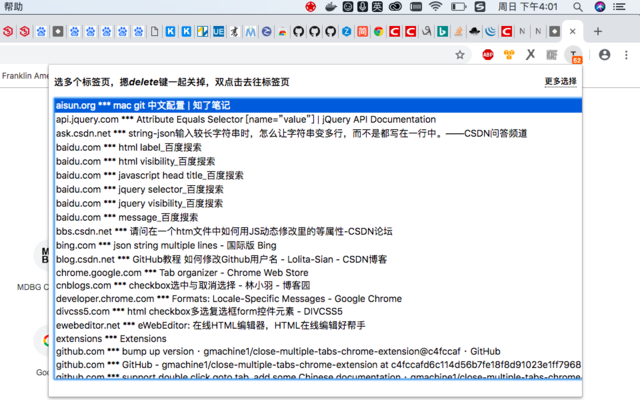 帮助
周日 下午4:01
ABP
T
52
Franklin Ame
选多个标签页，摁delete键一起关掉，双点击去往标签页
更多选择
aisun.org *** mac git 中文配置 | 知了笔记
api.jquery.com *** Attribute Equals Selector [name="value"] | jQuery API Documentation
ask.csdn.net *** string-json输入较长字符串时，怎么让字符串变多行，而不是都写在一行中。——CSDN问答频道
baidu.com *** html label_百度搜索
baidu.com *** html visibility_百度搜索
baidu.com *** javascript head title_百度搜索
baidu.com *** jquery selector_百度搜索
baidu.com *** jquery visibility_百度搜索
baidu.com *** message_百度搜索
bbs.csdn.net *** 请问在一个htm文件中如何用JS动态修改里的等属性-CSDN论坛
bing.com *** json string multiple lines - 国际版 Bing
blog.csdn.net *** GitHub教程 如何修改Github用户名 - Lolita-Sian - CSDN博客
chrome.google.com *** Tab organizer - Chrome Web Store
cnblogs.com *** checkbox选中与取消选择 - 林小羽 - 博客园
developer.chrome.com *** Formats: Locale-Specific Messages - Google Chrome
divcss5.com *** html checkbox多选复选框form控件元素 - DIVCSS5
ewebeditor.net *** eWebEditor: 在线HTML编辑器，HTML在线编辑好帮手
extensions *** Extensions
github.com *** bump up version · gmachine1/close-multiple-tabs-chrome-extension@c4fccaf · GitHub
github.com *** GitHub - gmachine1/close-multiple-tabs-chrome-extension at c4fccafd6c114d56b7fe18f8d91023e1ff7968
github.com *** support double click goto tab, add some Chinese documentation · gmachine1/close-multiple-tabs-chrome-extension
MDBG C
Goo